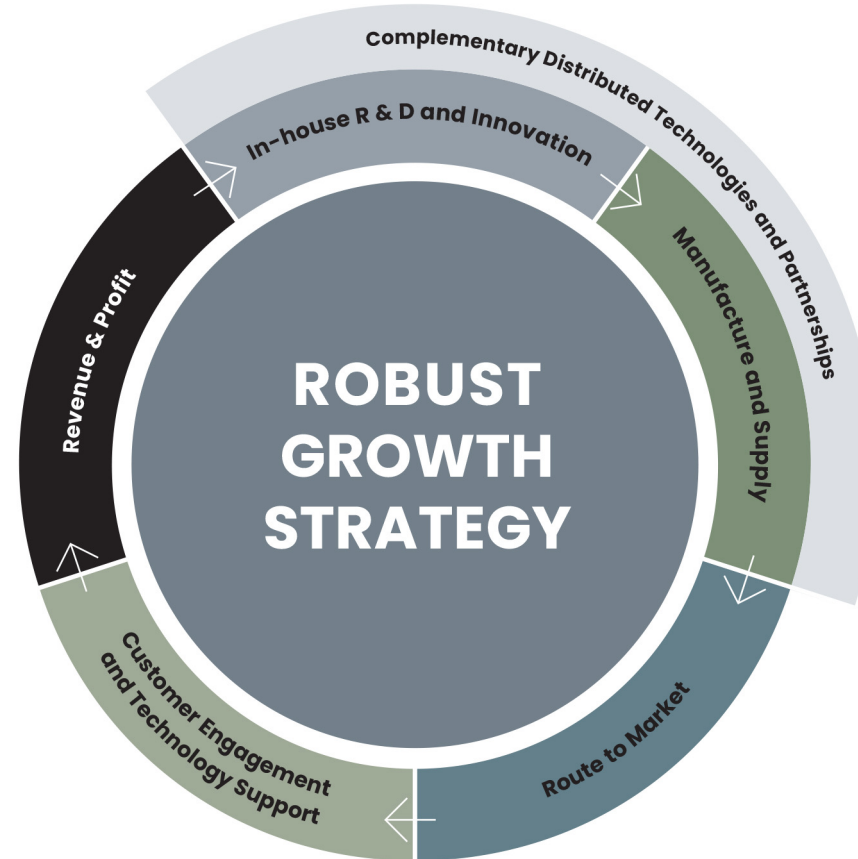 Complementary Distributed Technologies and Partnerships
In-house R & D and Innovation
Manufacture and Supply
Route to Market
Customer Engagement
and Technology Support
Revenue & Profit
ROBUST
GROWTH
STRATEGY